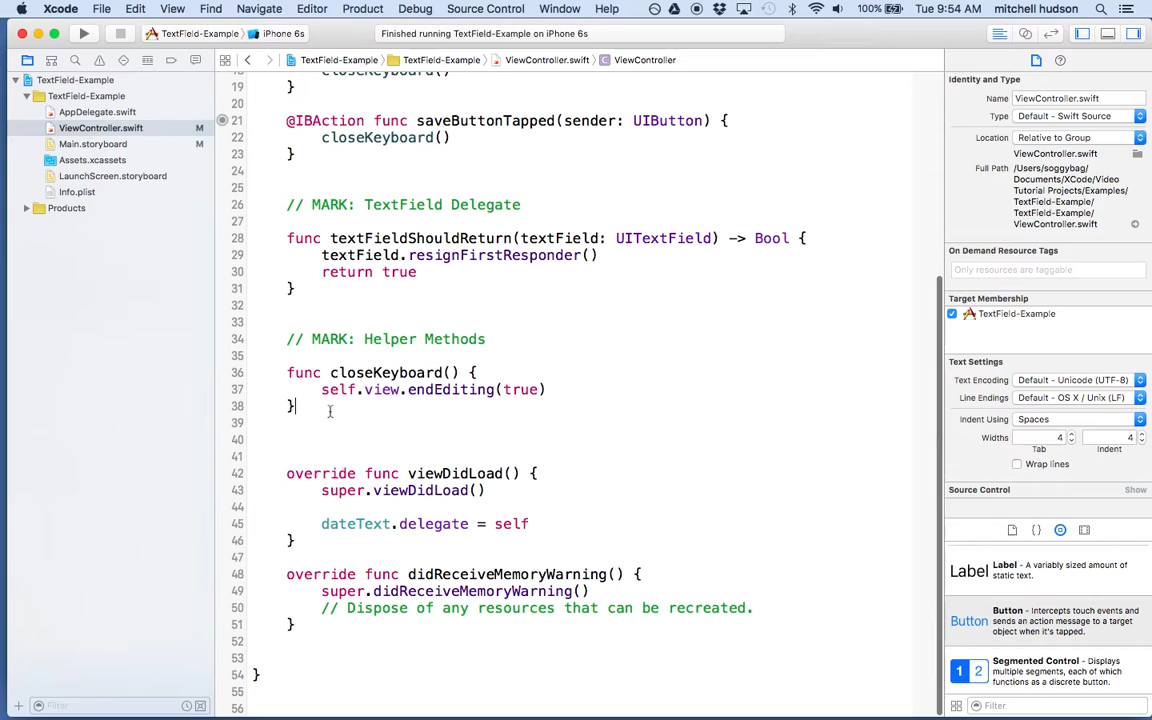 Xcode File Edit View Find Navigate Editor Product Debug Source Control Window Help 100% Tue 9:54 AM mitchell hudson
TextField-Example iPhone 6s Finished running TextField-Example on iPhone 6s
TextField-Example TextField-Example ViewController.swift ViewController
TextField-Example
TextField-Example
AppDelegate.swift
ViewController.swift M
Main.storyboard M
Assets.xcassets
LaunchScreen.storyboard
Info.plist
Products
Filter
closeKeyboard()
19 }
20
21 @IBAction func saveButtonTapped(sender: UIButton) {
22 closeKeyboard()
23 }
24
25
26 // MARK: TextField Delegate
27
28 func textFieldShouldReturn(textField: UITextField) -> Bool {
29 textField.resignFirstResponder()
30 return true
31 }
32
33
34 // MARK: Helper Methods
35
36 func closeKeyboard() {
37 self.view.endEditing(true)
38 }
39
40
41
42 override func viewDidLoad() {
43 super.viewDidLoad()
44
45 dateText.delegate = self
46 }
47
48 override func didReceiveMemoryWarning() {
49 super.didReceiveMemoryWarning()
50 // Dispose of any resources that can be recreated.
51 }
52
53
54 }
55
56
Identity and Type
Name ViewController.swift
Type Default - Swift Source
Location Relative to Group
ViewController.swift
Full Path /Users/soggybag/
Documents/XCode/Video
Tutorial Projects/Examples/
TextField-Example/
TextField-Example/
ViewController.swift
On Demand Resource Tags
Only resources are taggable
Target Membership
TextField-Example
Text Settings
Text Encoding Default - Unicode (UTF-8)
Line Endings Default - OS X / Unix (LF)
Indent Using Spaces
Widths 4 4
Tab Indent
Wrap lines
Source Control Show
{ }
Label Label - A variably sized amount of
static text.
Button Button - Intercepts touch events and
sends an action message to a target
object when it's tapped.
1 2 Segmented Control - Displays
multiple segments, each of which
functions as a discrete button.
Filter